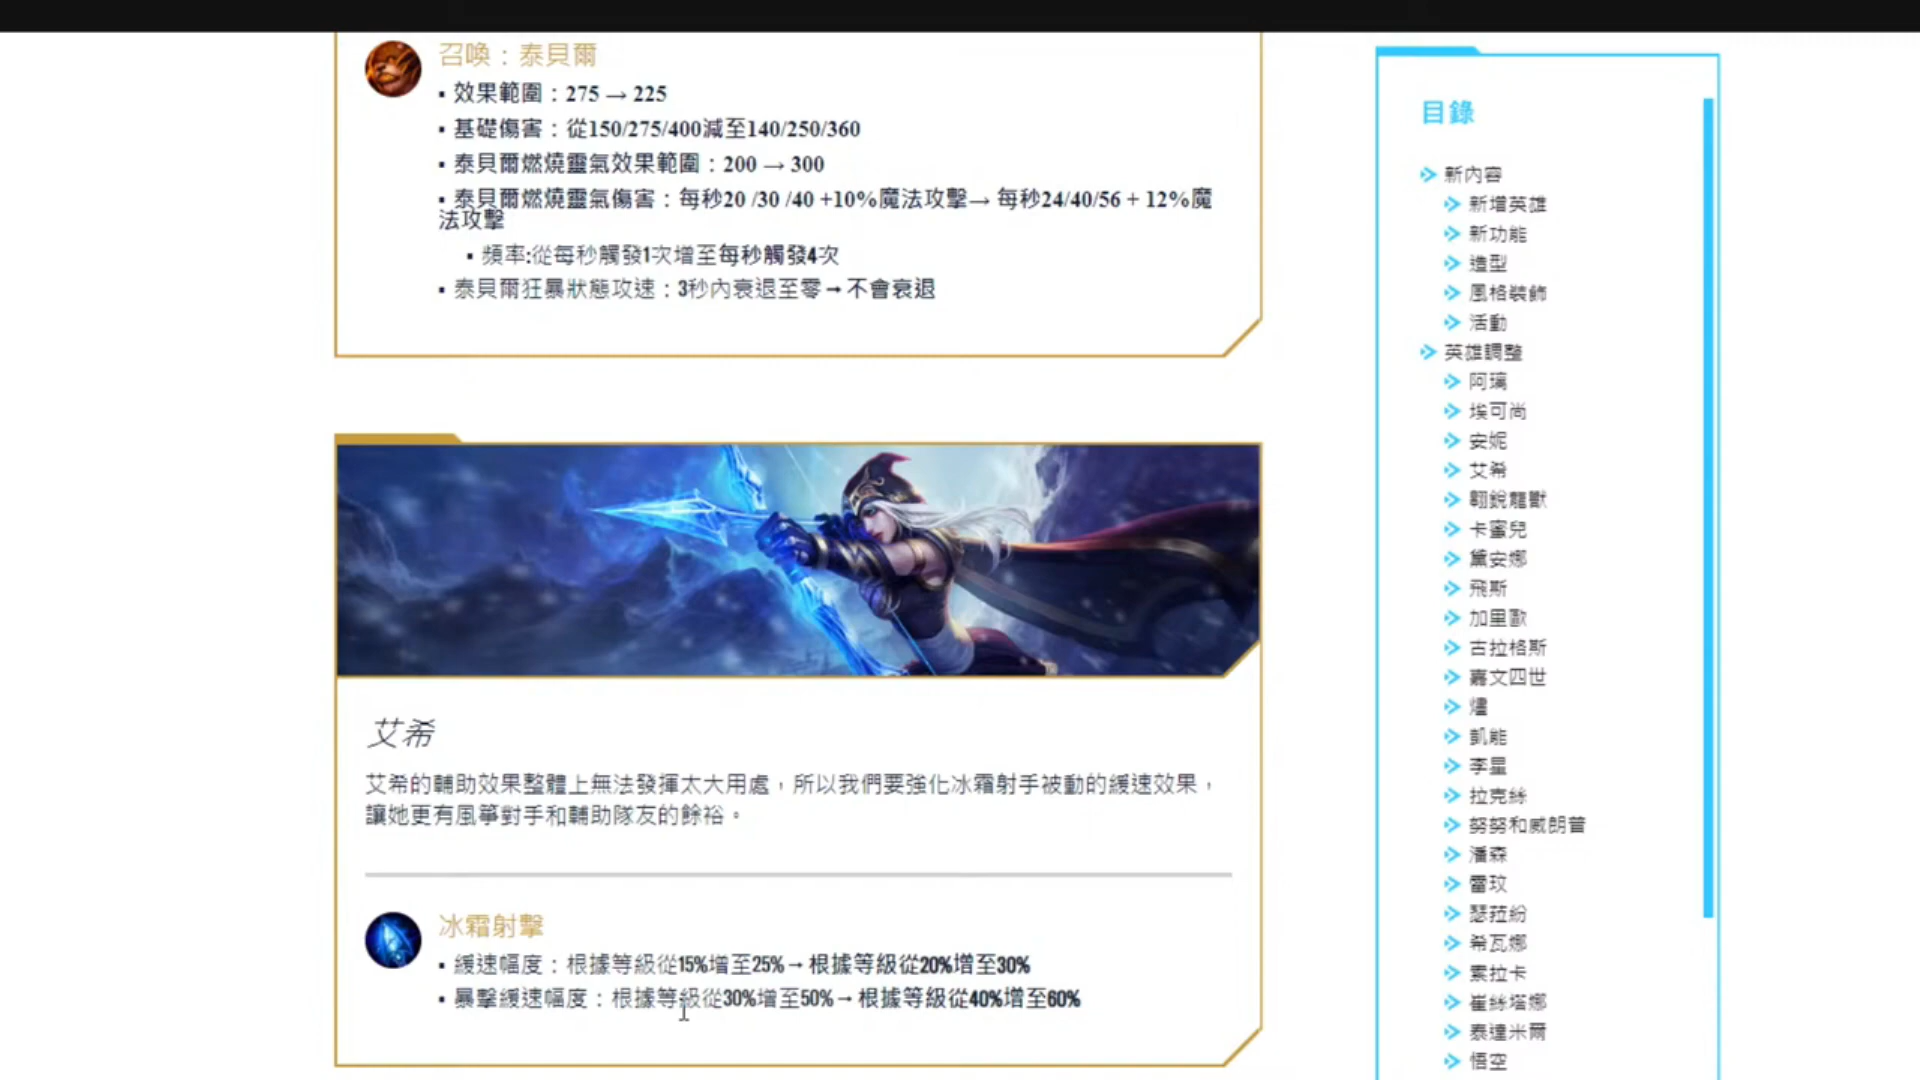 召喚：泰貝爾
▪ 效果範圍：275 → 225
▪ 基礎傷害：從150/275/400減至140/250/360
▪ 泰貝爾燃燒靈氣效果範圍：200 → 300
▪ 泰貝爾燃燒靈氣傷害：每秒20 /30 /40 +10%魔法攻擊→ 每秒24/40/56 + 12%魔
法攻擊
▪ 頻率:從每秒觸發1次增至每秒觸發4次
▪ 泰貝爾狂暴狀態攻速：3秒內衰退至零→不會衰退
艾希
艾希的輔助效果整體上無法發揮太大用處，所以我們要強化冰霜射手被動的緩速效果，
讓她更有風箏對手和輔助隊友的餘裕。
冰霜射擊
▪ 緩速幅度：根據等級從15%增至25%→根據等級從20%增至30%
▪ 暴擊緩速幅度：根據等級從30%增至50%→根據等級從40%增至60%
目錄
新內容
新增英雄
新功能
造型
風格裝飾
活動
英雄調整
阿璃
埃可尚
安妮
艾希
翱銳龍獸
卡蜜兒
黛安娜
飛斯
加里歐
古拉格斯
嘉文四世
燼
凱能
李星
拉克絲
努努和威朗普
潘森
雷玟
瑟菈紛
希瓦娜
索拉卡
崔絲塔娜
泰達米爾
悟空